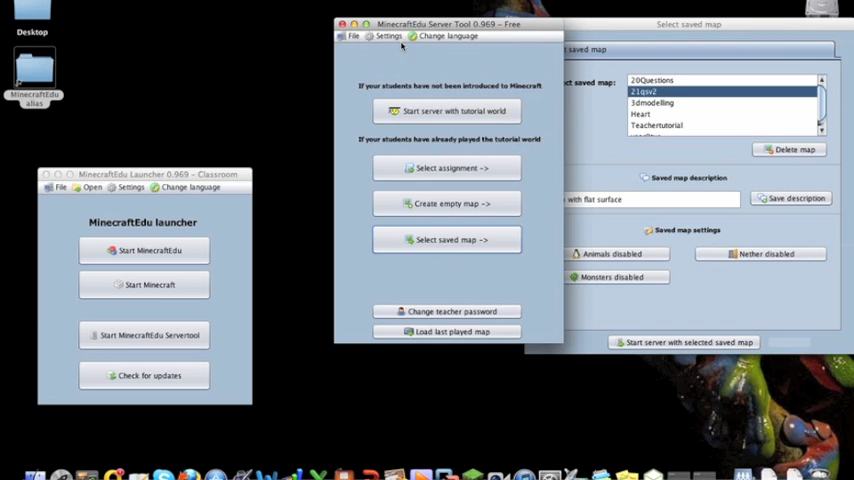 Desktop
MinecraftEdu
alias
MinecraftEdu Launcher 0.969 - Classroom
File Open Settings Change language
MinecraftEdu launcher
Start MinecraftEdu
Start Minecraft
Start MinecraftEdu Servertool
Check for updates
MinecraftEdu Server Tool 0.969 - Free
File Settings Change language
If your students have not been introduced to Minecraft
Start server with tutorial world
If your students have already played the tutorial world
Select assignment ->
Create empty map ->
Select saved map ->
Change teacher password
Load last played map
Select saved map
saved map
saved map:
20Questions
21qsv2
3dmodelling
Heart
Teachertutorial
Delete map
Saved map description
with flat surface
Save description
Saved map settings
Animals disabled
Nether disabled
Monsters disabled
Start server with selected saved map